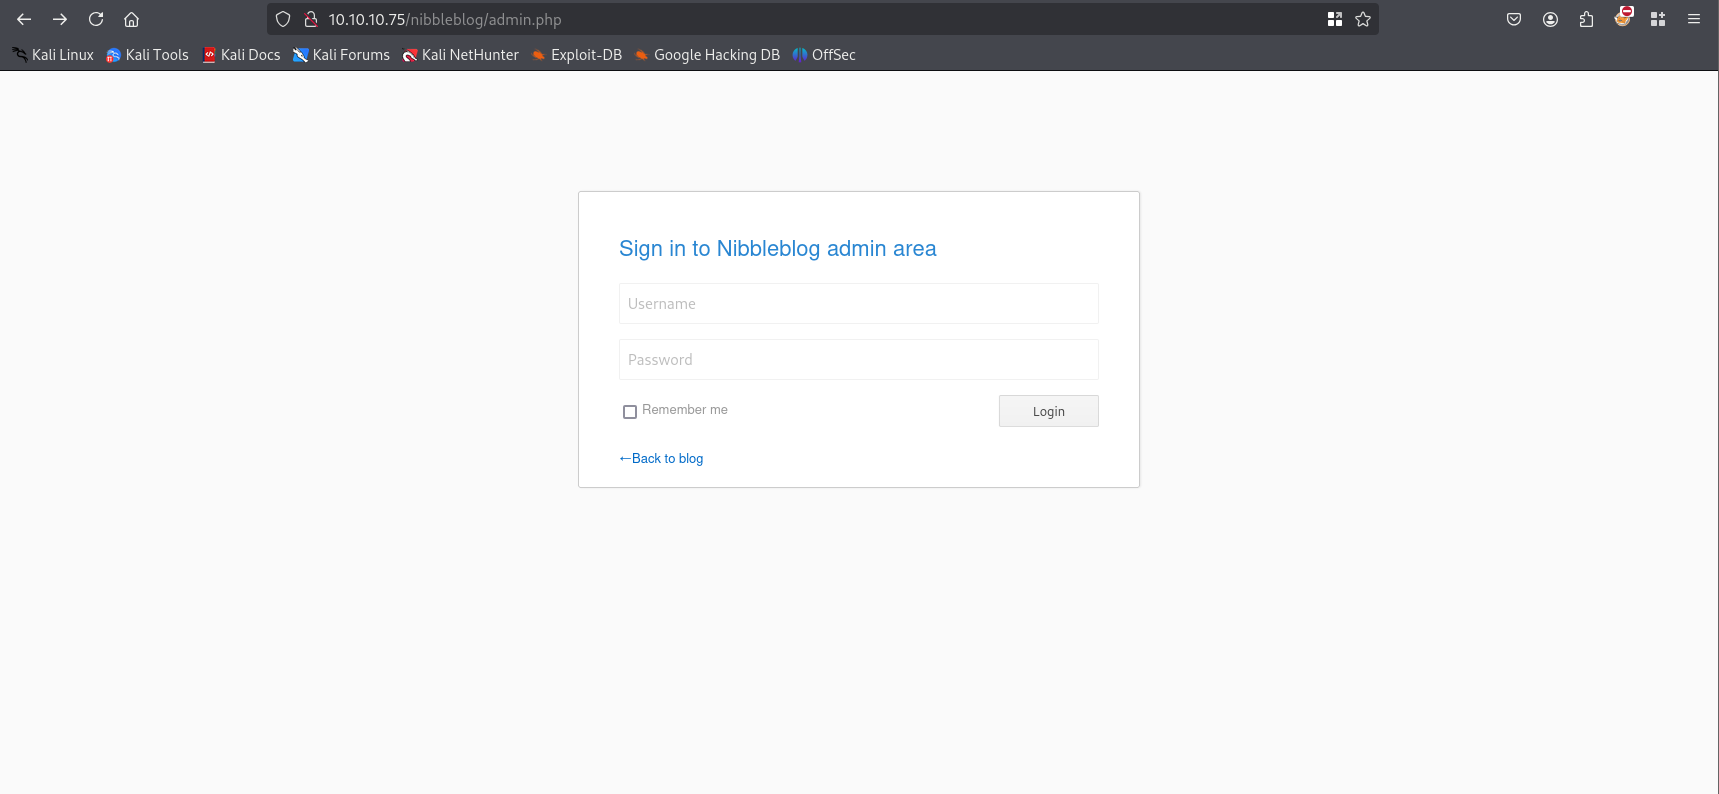 10.10.10.75/nibbleblog/admin.php
Kali Linux Kali Tools Kali Docs Kali Forums Kali NetHunter Exploit-DB Google Hacking DB OffSec
Sign in to Nibbleblog admin area
Username
Password
Remember me Login
←Back to blog